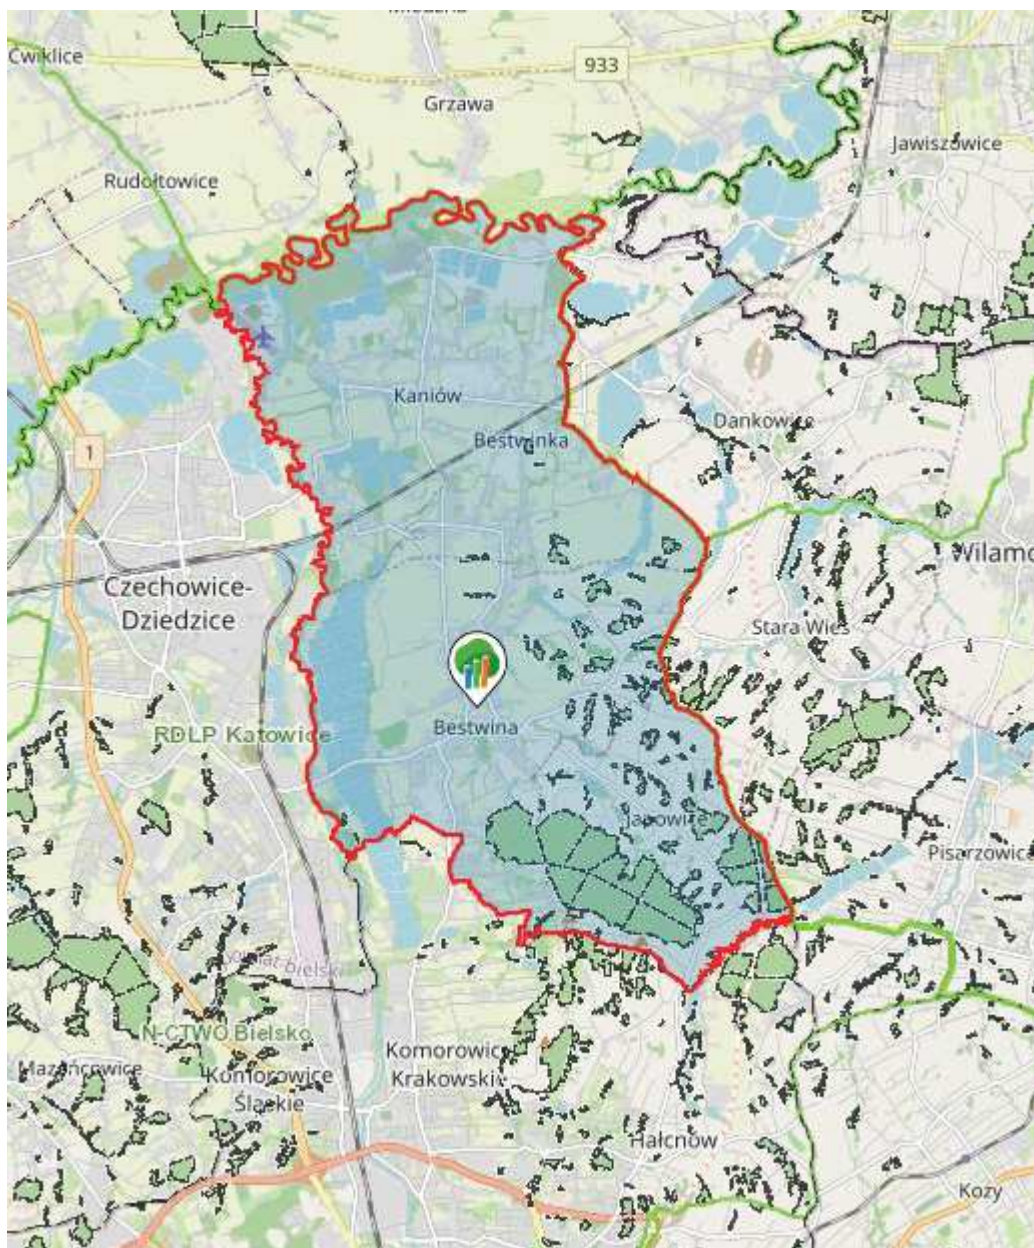 Ćwiklice
933
Grzawa
Jawiszowice
Rudołtowice
Kaniów
Dankowice
Bestwinka
1
Wilamo
Czechowice-
Dziedzice
Stara Wieś
Bestwina
RDLP Katowice
Janowice
Pisarzowice
N-CTWO Bielsko
Komorowice
Krakowskie
Mazańcowice
Komorowice
Śląskie
Hałcnów
Kozy